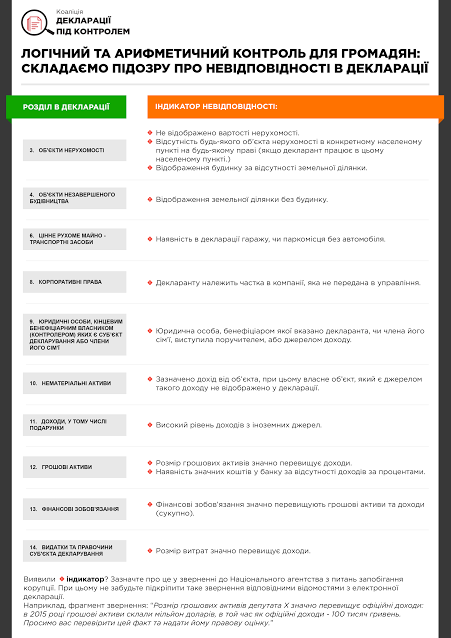 Коаліція
ДЕКЛАРАЦІЇ
ПІД КОНТРОЛЕМ
ЛОГІЧНИЙ ТА АРИФМЕТИЧНИЙ КОНТРОЛЬ ДЛЯ ГРОМАДЯН:
СКЛАДАЄМО ПІДОЗРУ ПРО НЕВІДПОВІДНОСТІ В ДЕКЛАРАЦІЇ
РОЗДІЛ В ДЕКЛАРАЦІЇ
ІНДИКАТОР НЕВІДПОВІДНОСТІ:
3. ОБ'ЄКТИ НЕРУХОМОСТІ
Не відображено вартості нерухомості.
Відсутність будь-якого об'єкта нерухомості в конкретному населеному
пункті на будь-якому праві (якщо декларант працює в цьому
населеному пункті.)
Відображення будинку за відсутності земельної ділянки.
4. ОБ'ЄКТИ НЕЗАВЕРШЕНОГО
БУДІВНИЦТВА
Відображення земельної ділянки без будинку.
6. ЦІННЕ РУХОМЕ МАЙНО -
ТРАНСПОРТНІ ЗАСОБИ
Наявність в декларації гаражу, чи паркомісця без автомобіля.
8. КОРПОРАТИВНІ ПРАВА
Декларанту належить частка в компанії, яка не передана в управління.
9. ЮРИДИЧНІ ОСОБИ, КІНЦЕВИМ
БЕНЕФІЦІАРНИМ ВЛАСНИКОМ
(КОНТРОЛЕРОМ) ЯКИХ Є СУБ'ЄКТ
ДЕКЛАРУВАННЯ АБО ЧЛЕНИ
ЙОГО СІМ'Ї
Юридична особа, бенефіціаром якої вказано декларанта, чи члена його
сім'ї, виступила поручителем, або джерелом доходу.
10. НЕМАТЕРІАЛЬНІ АКТИВИ
Зазначено дохід від об'єкта, при цьому власне об'єкт, який є джерелом
такого доходу не відображено у декларації.
11. ДОХОДИ, У ТОМУ ЧИСЛІ
ПОДАРУНКИ
Високий рівень доходів з іноземних джерел.
12. ГРОШОВІ АКТИВИ
Розмір грошових активів значно перевищує доходи.
Наявність значних коштів у банку за відсутності доходів за процентами.
13. ФІНАНСОВІ ЗОБОВ'ЯЗАННЯ
Фінансові зобов'язання значно перевищують грошові активи та доходи
(сукупно).
14. ВИДАТКИ ТА ПРАВОЧИНИ
СУБ'ЄКТА ДЕКЛАРУВАННЯ
Розмір витрат значно перевищує доходи.
Виявили індикатор? Зазначте про це у зверненні до Національного агентства з питань запобігання
корупції. При цьому не забудьте підкріпити таке звернення відповідними відомостями з електронної
декларації.
Наприклад, фрагмент звернення: "Розмір грошових активів депутата Х значно перевищує офіційні доходи:
в 2015 році грошові активи склали мільйон доларів, в той час як офіційні доходи - 100 тисяч гривень.
Просимо вас перевірити цей факт та надати йому правову оцінку."